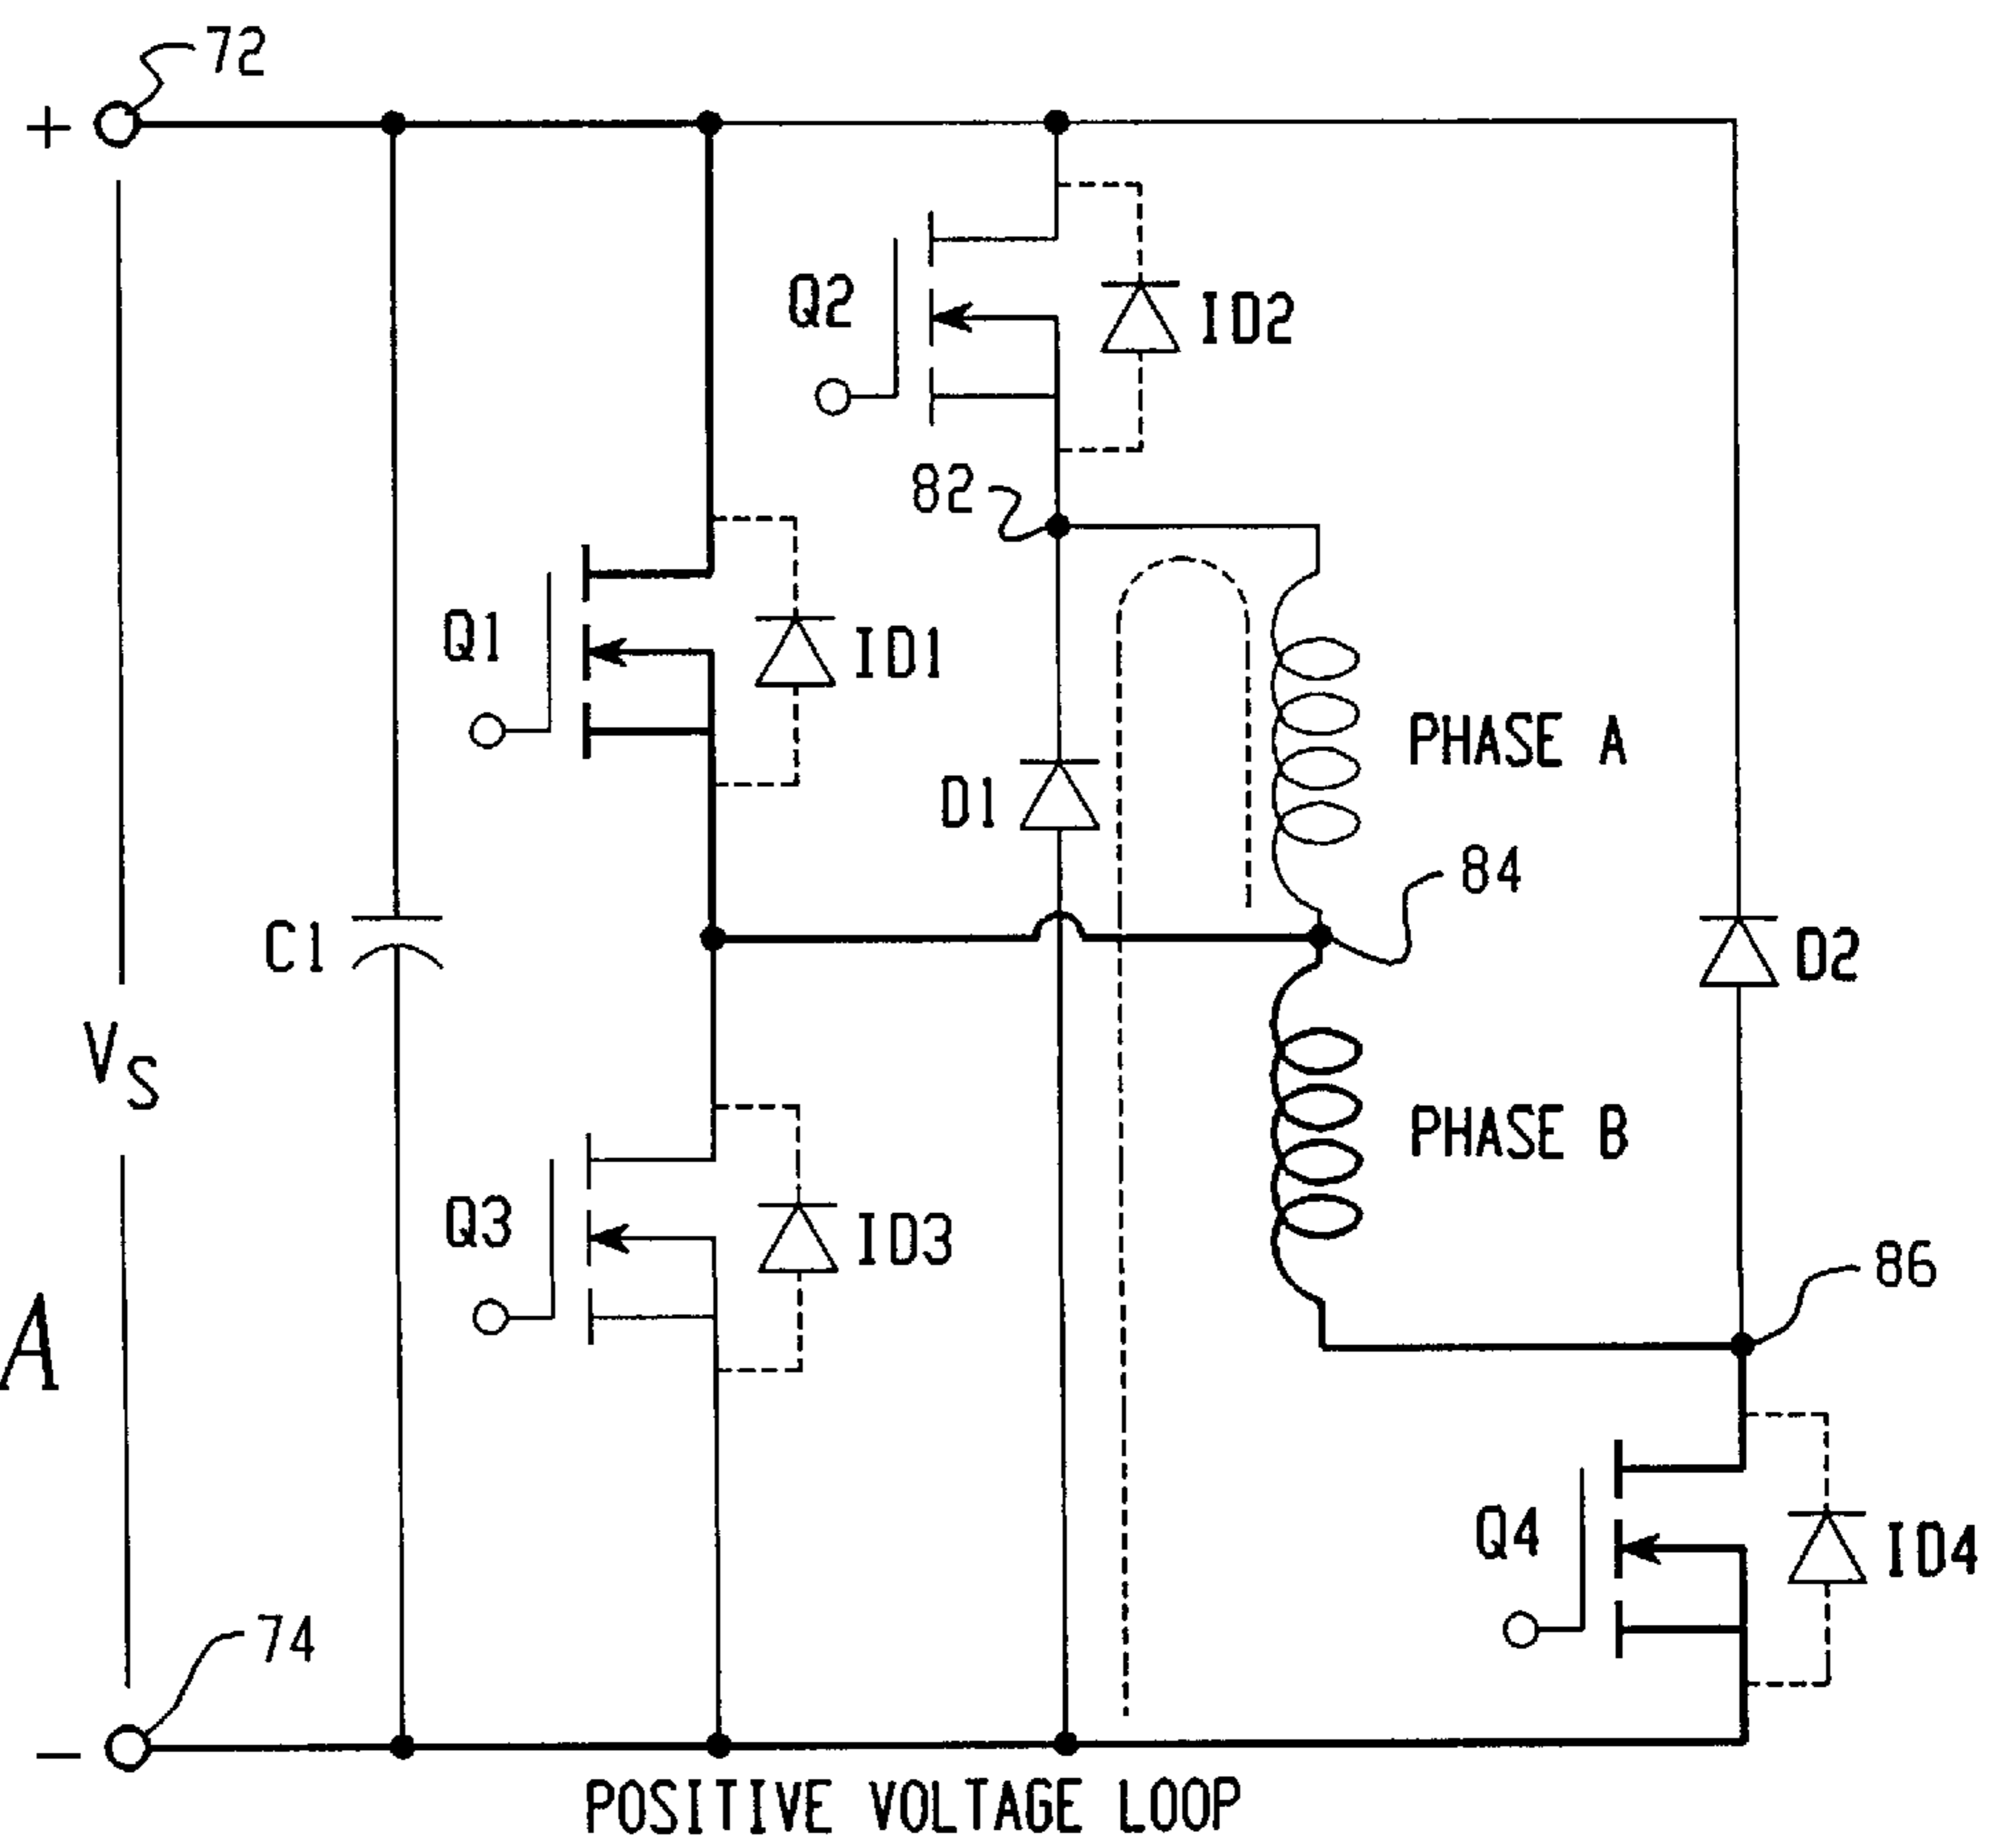 72
+
Q2
ID2
82
Q1
ID1
PHASE A
D1
84
C1
D2
VS
PHASE B
Q3
ID3
86
A
Q4
ID4
74
−
POSITIVE VOLTAGE LOOP